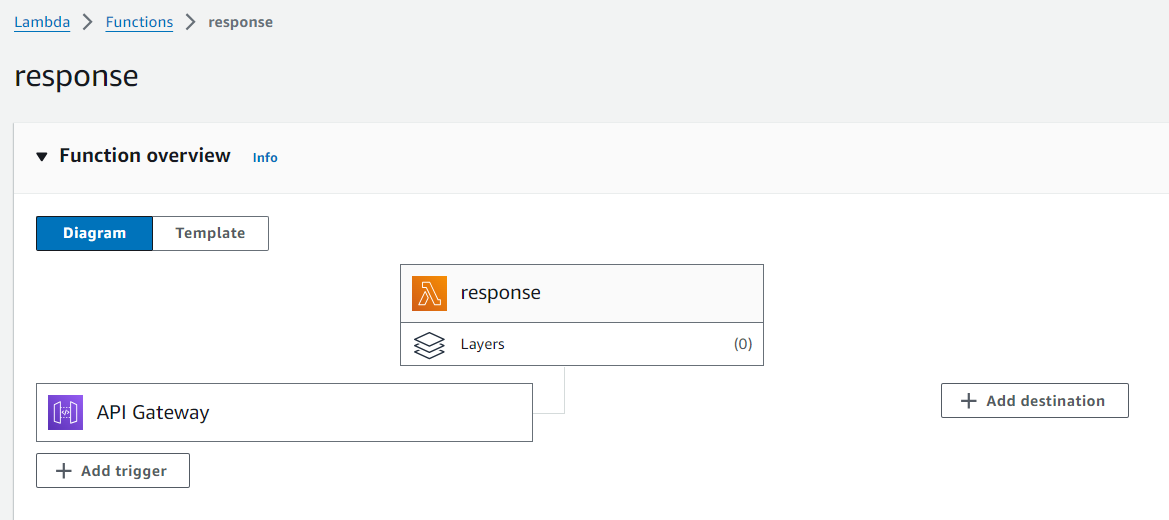 Lambda > Functions > response
response
Function overview Info
Diagram Template
response
Layers (0)
API Gateway
Add destination
Add trigger